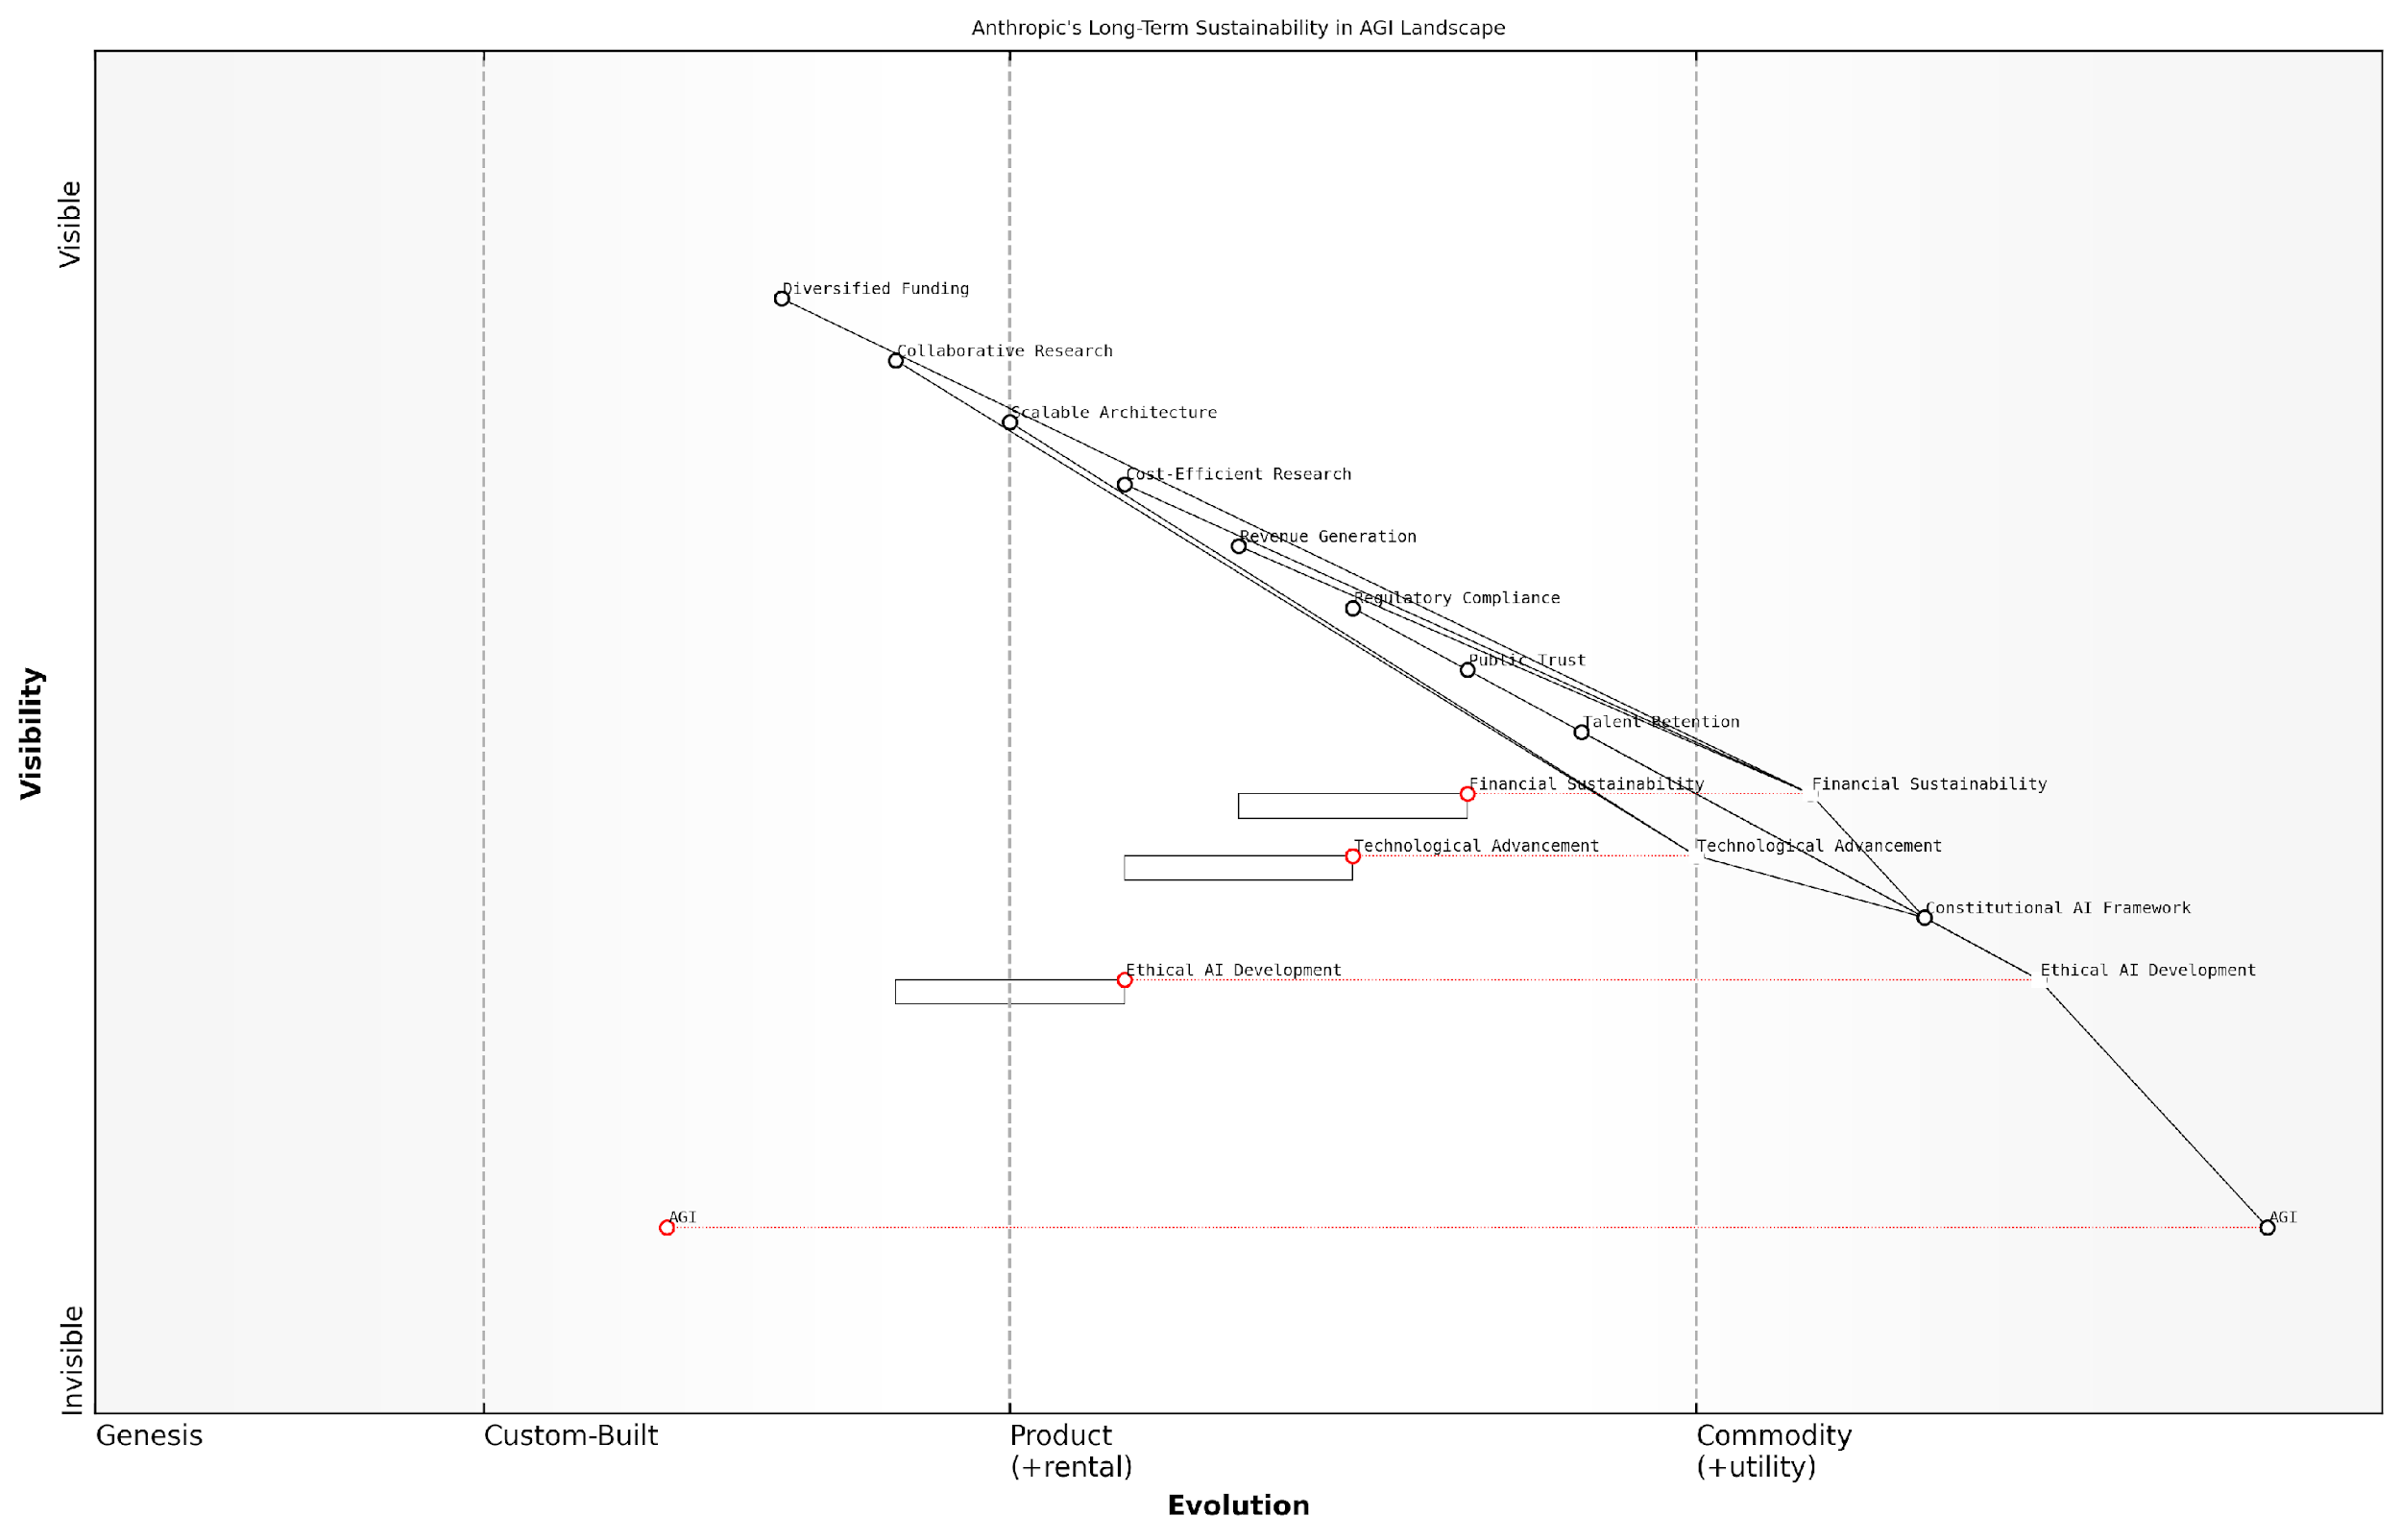 Anthropic's Long-Term Sustainability in AGI Landscape
Visible
Diversified Funding
Collaborative Research
Scalable Architecture
Cost-Efficient Research
Revenue Generation
Regulatory Compliance
Public Trust
Talent Retention
Financial Sustainability
Financial Sustainability
Technological Advancement
Technological Advancement
Constitutional AI Framework
Ethical AI Development
Ethical AI Development
AGI
AGI
Visibility
Invisible
Genesis
Custom-Built
Product
(+rental)
Commodity
(+utility)
Evolution